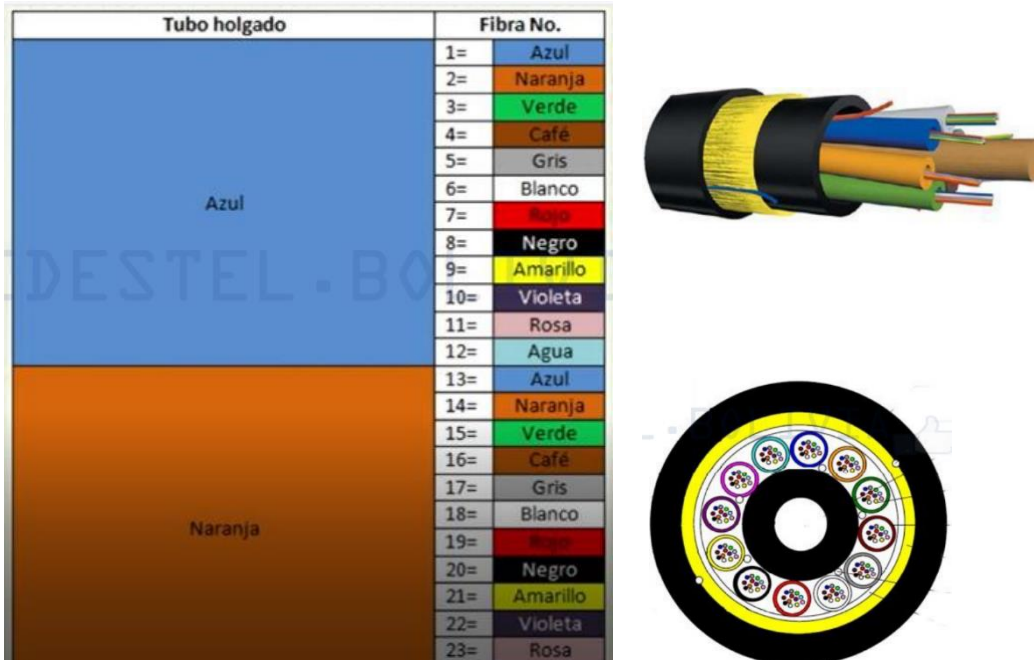 Tubo holgado Fibra No.
1= Azul
2= Naranja
3= Verde
4= Café
5= Gris
Azul
6= Blanco
7= Rojo
8= Negro
9= Amarillo
10= Violeta
11= Rosa
12= Agua
13= Azul
14= Naranja
15= Verde
16= Café
17= Gris
18= Blanco
Naranja
19= Rojo
20= Negro
21= Amarillo
22= Violeta
23= Rosa